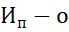 Ип – о